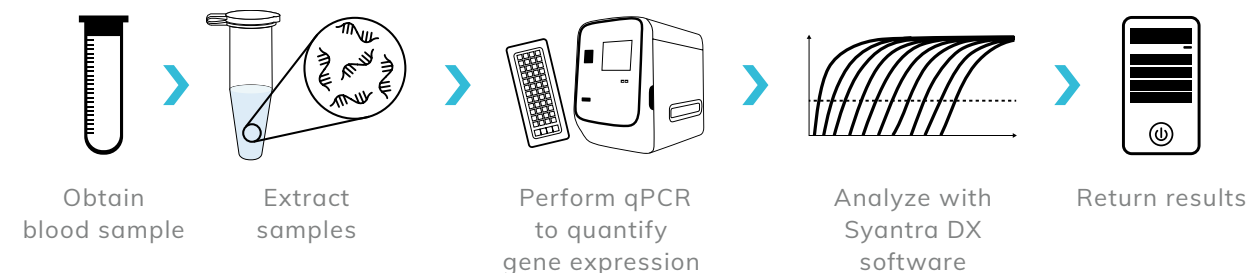 Obtain
blood sample
Extract
samples
Perform qPCR
to quantify
gene expression
Analyze with
Syantra DX
software
Return results